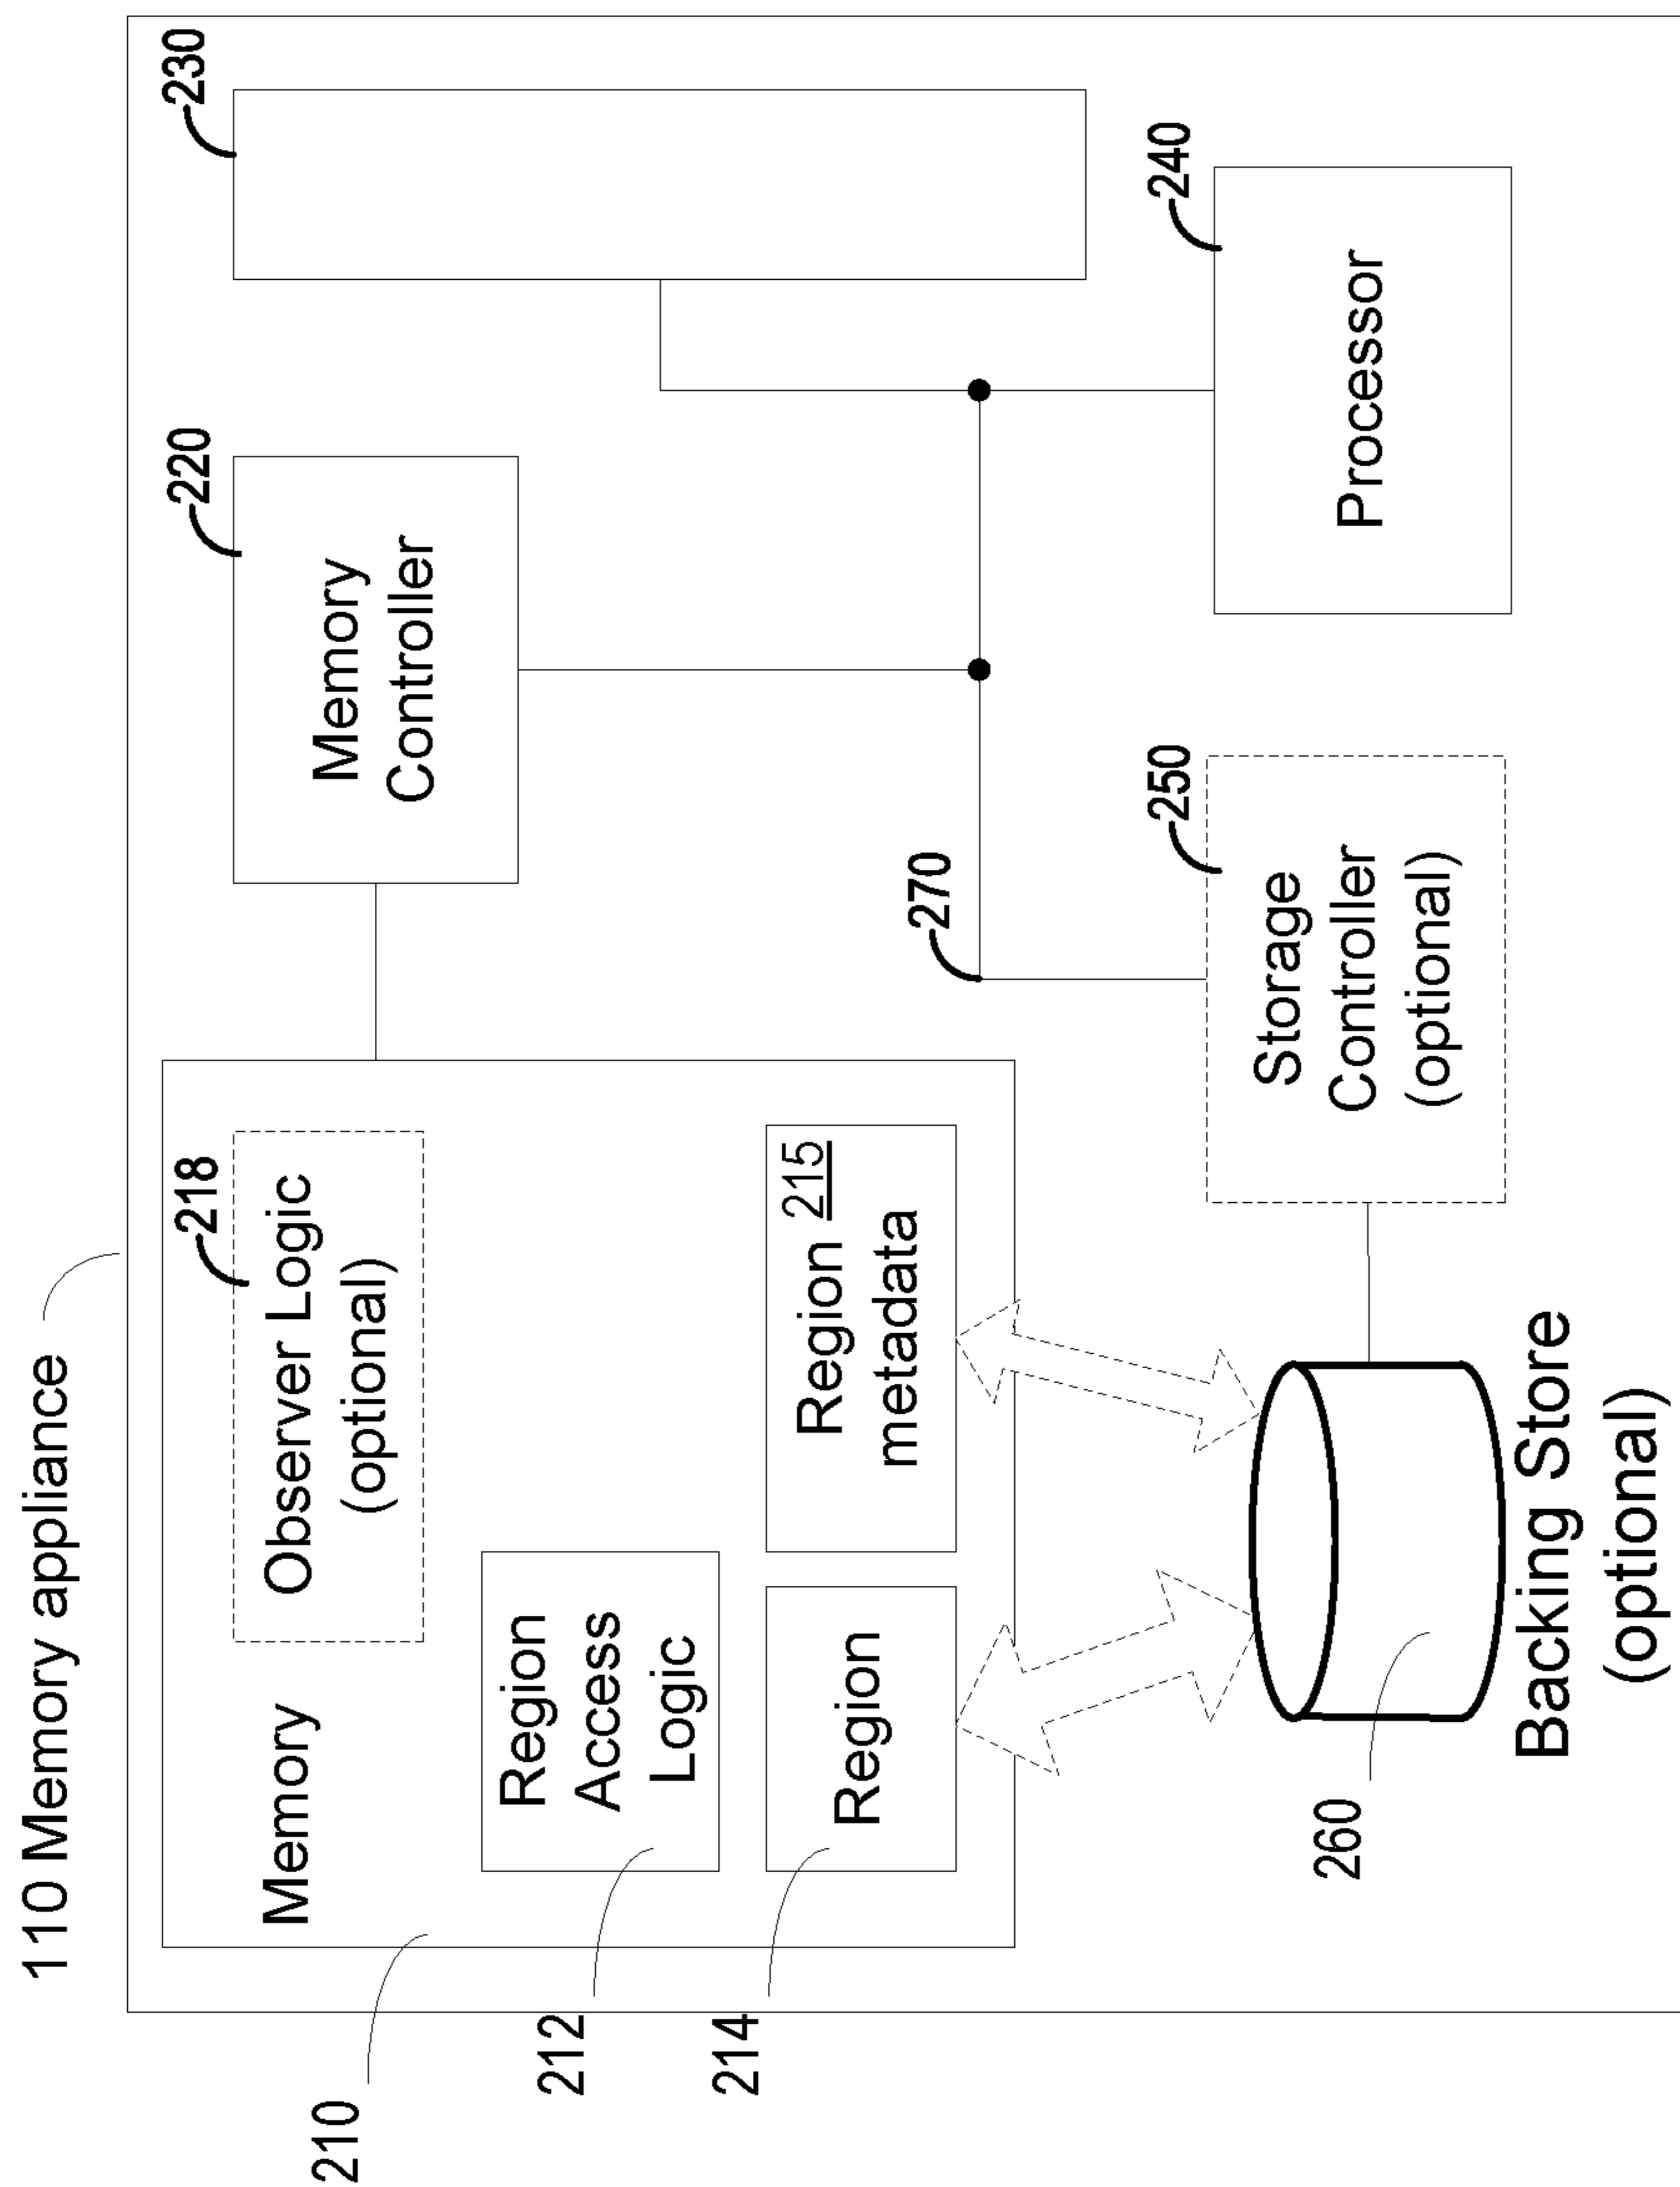 110 Memory appliance
210
Memory
218
Observer Logic
(optional)
212
Region
Access
Logic
214
Region
Region 215
metadata
220
Memory
Controller
230
270
250
Storage
Controller
(optional)
240
Processor
260
Backing Store
(optional)